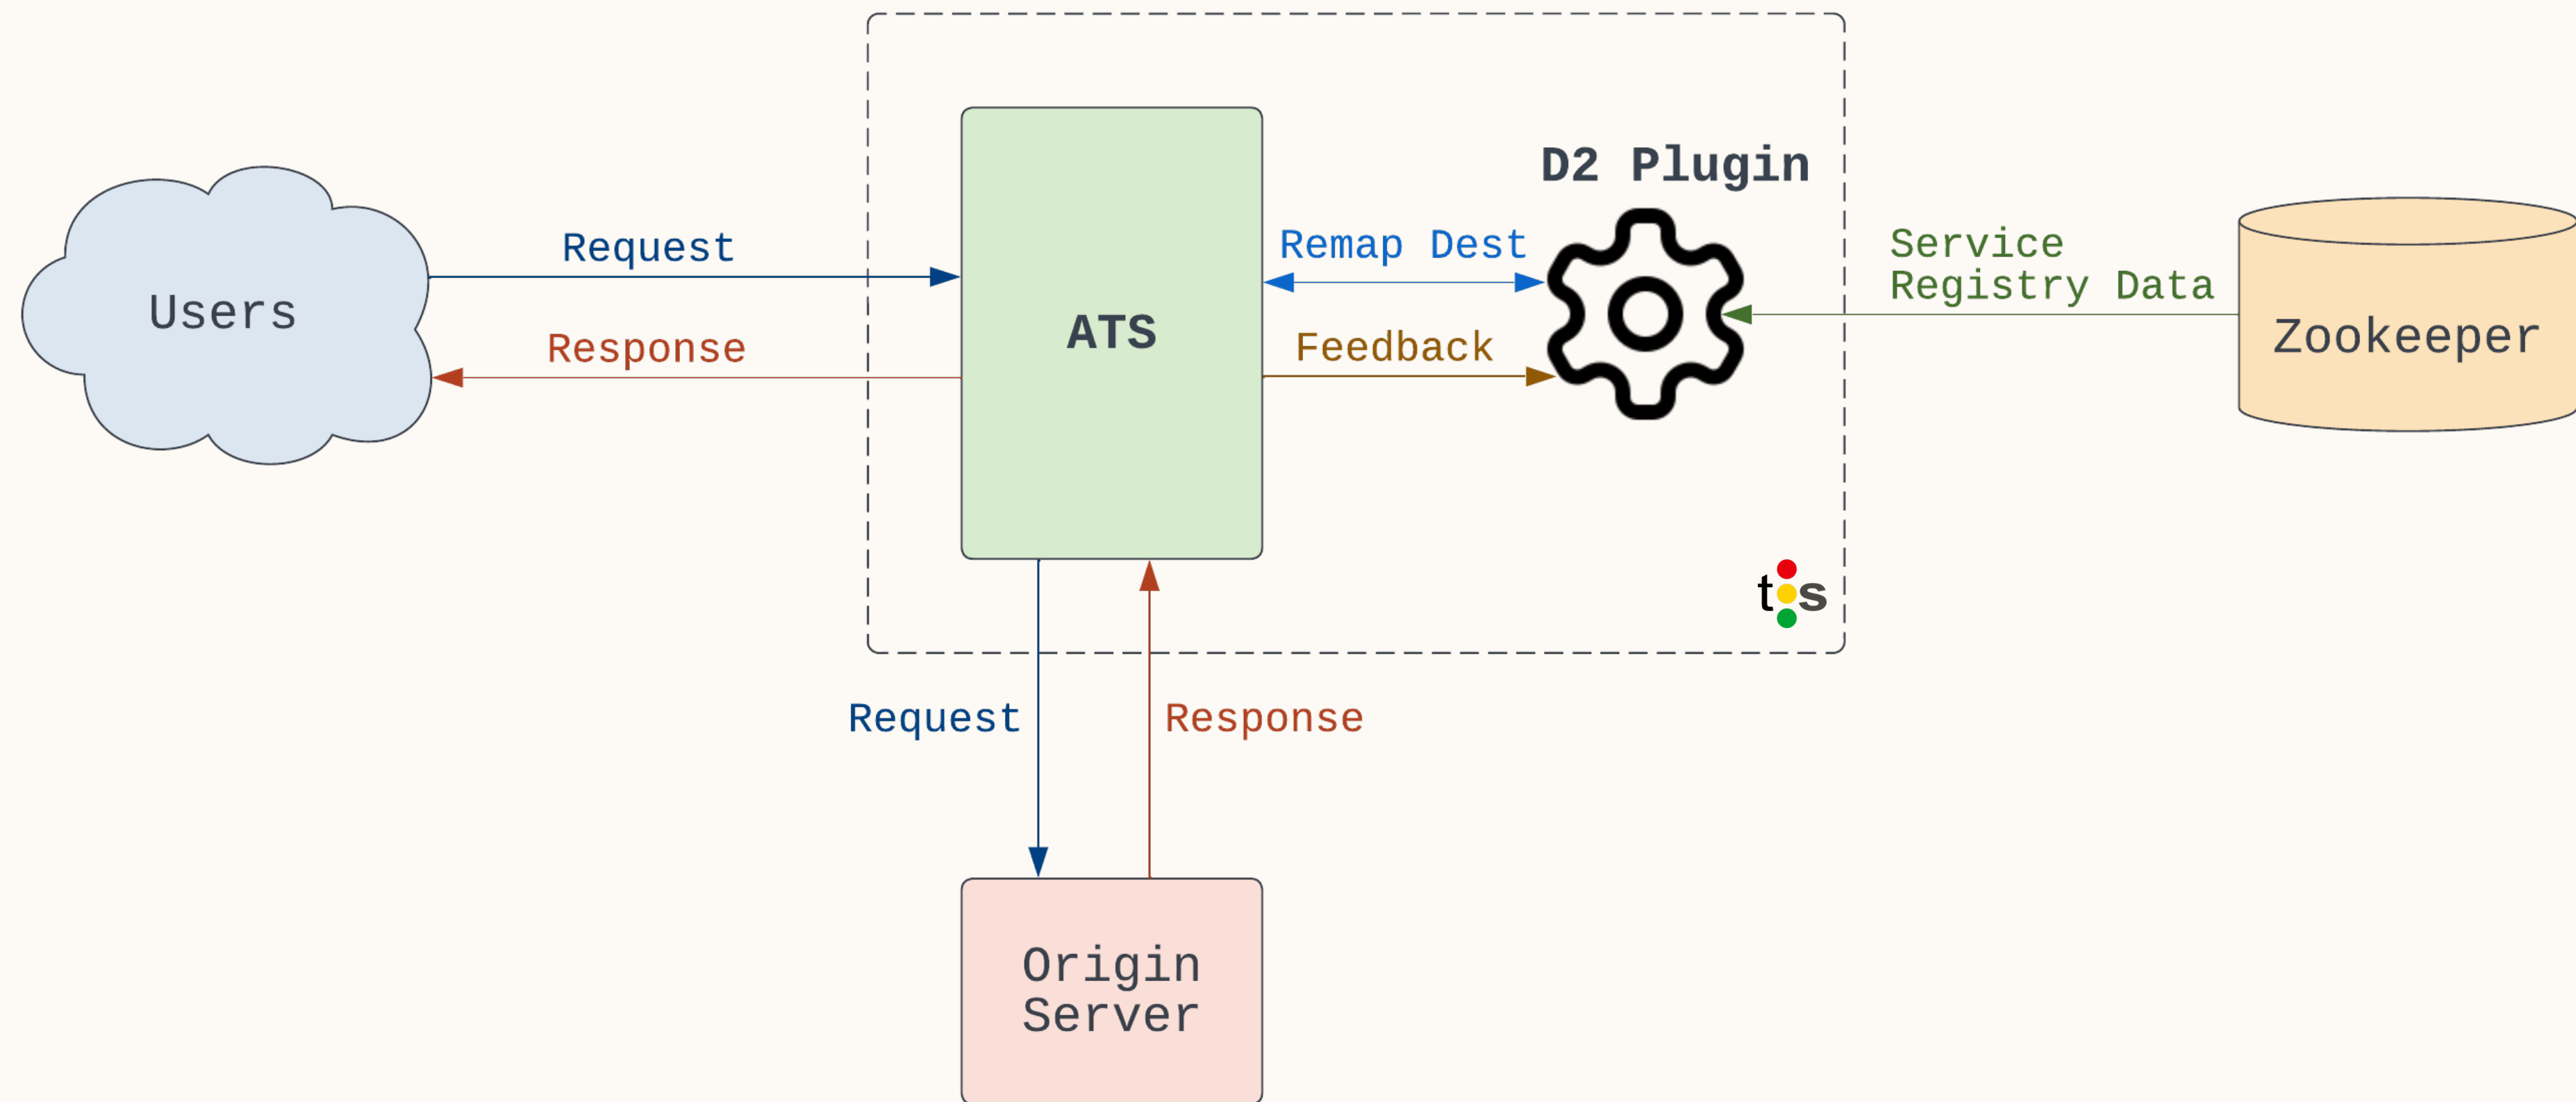 D2 Plugin
Request
Remap Dest
Service
Registry Data
Users
ATS
Zookeeper
Response
Feedback
ts
Request
Response
Origin
Server